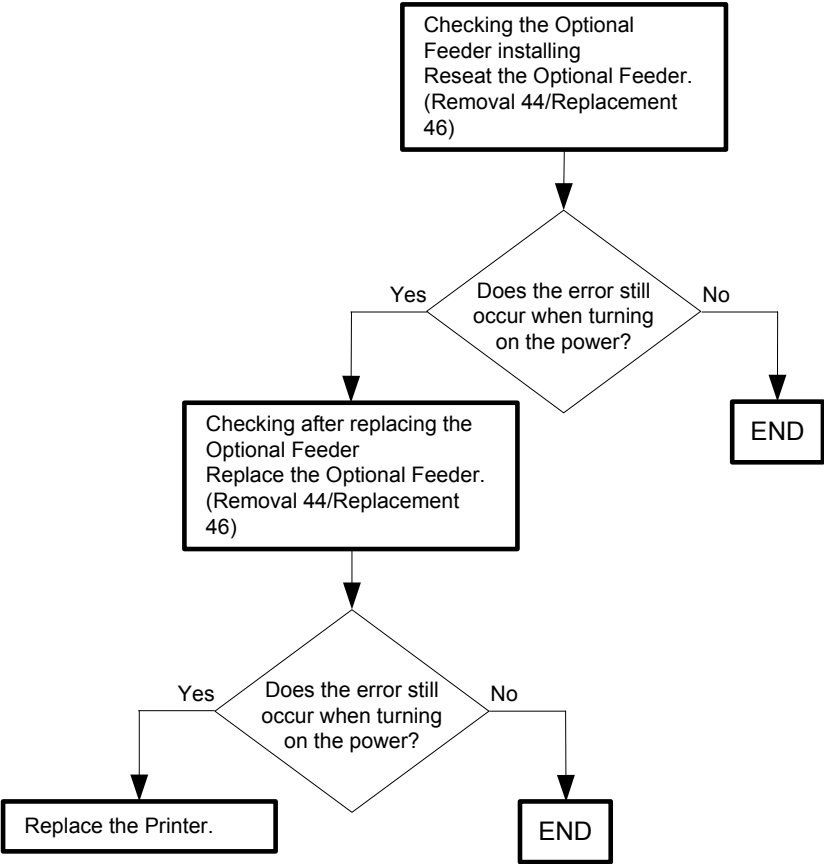 Checking the Optional
Feeder installing
Reseat the Optional Feeder.
(Removal 44/Replacement
46)
Yes
Does the error still
occur when turning
on the power?
No
END
Checking after replacing the
Optional Feeder
Replace the Optional Feeder.
(Removal 44/Replacement
46)
Yes
Does the error still
occur when turning
on the power?
No
Replace the Printer.
END